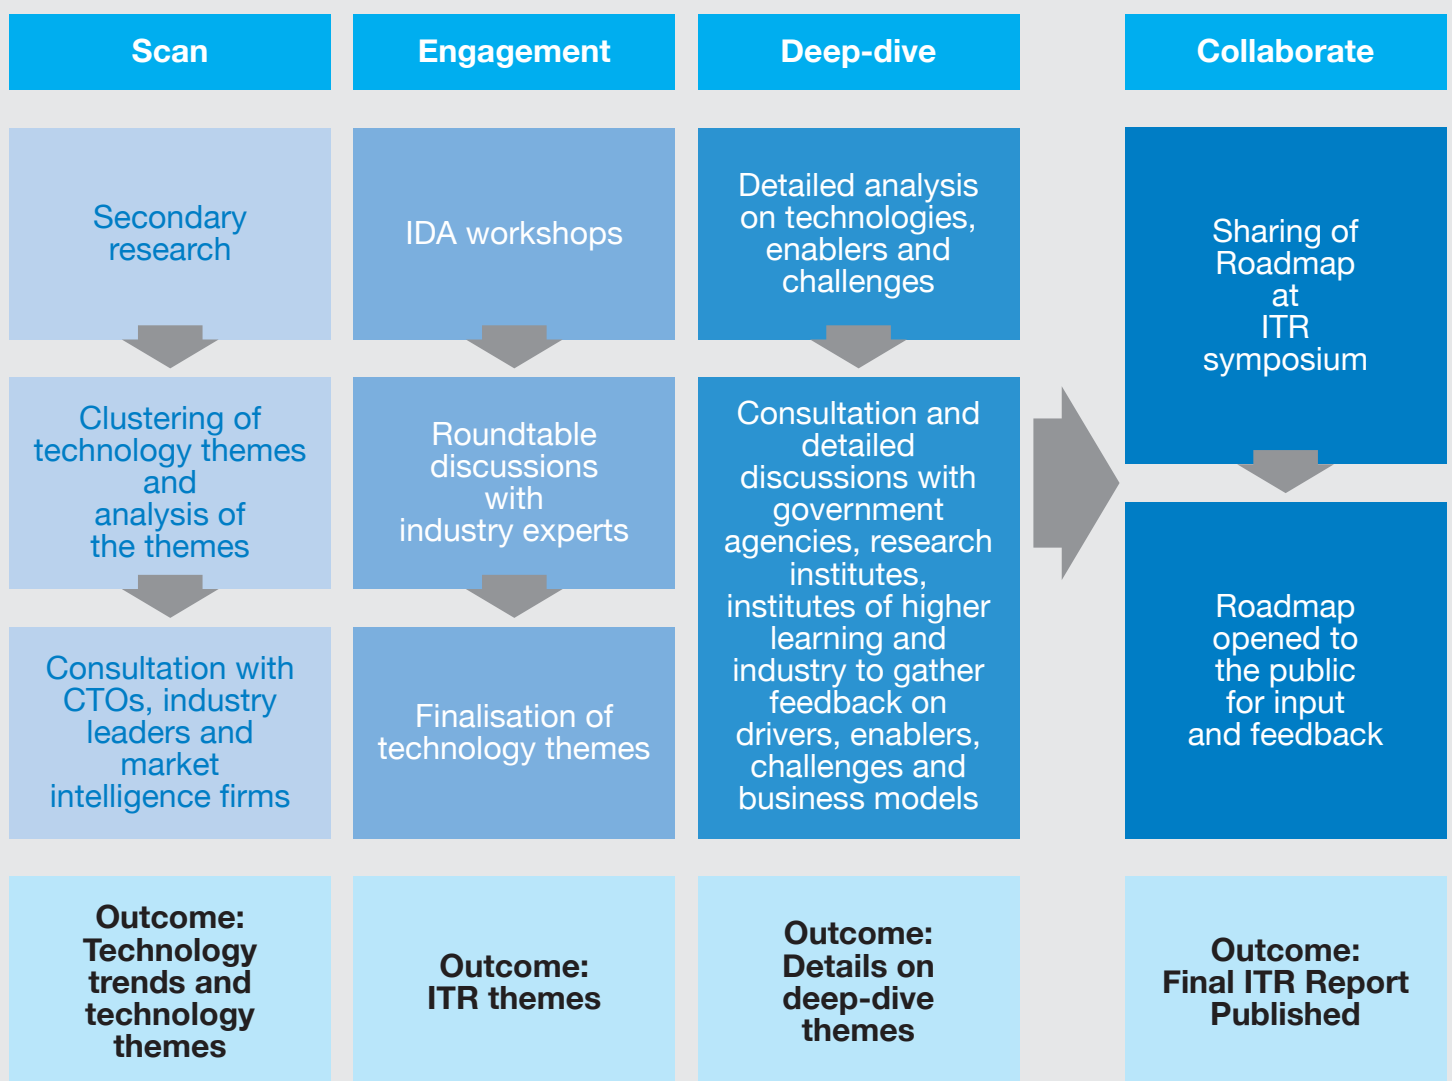 Scan
Secondary
research
Clustering of
technology themes
and
analysis of
the themes
Consultation with
CTOs, industry
leaders and
market
intelligence firms
Outcome:
Technology
trends and
technology
themes
Engagement
IDA workshops
Roundtable
discussions
with
industry experts
Finalisation of
technology themes
Outcome:
ITR themes
Deep-dive
Detailed analysis
on technologies,
enablers and
challenges
Consultation and
detailed
discussions with
government
agencies, research
institutes,
institutes of higher
learning and
industry to gather
feedback on
drivers, enablers,
challenges and
business models
Outcome:
Details on
deep-dive
themes
Collaborate
Sharing of
Roadmap
at
ITR
symposium
Roadmap
opened to
the public
for input
and feedback
Outcome:
Final ITR Report
Published